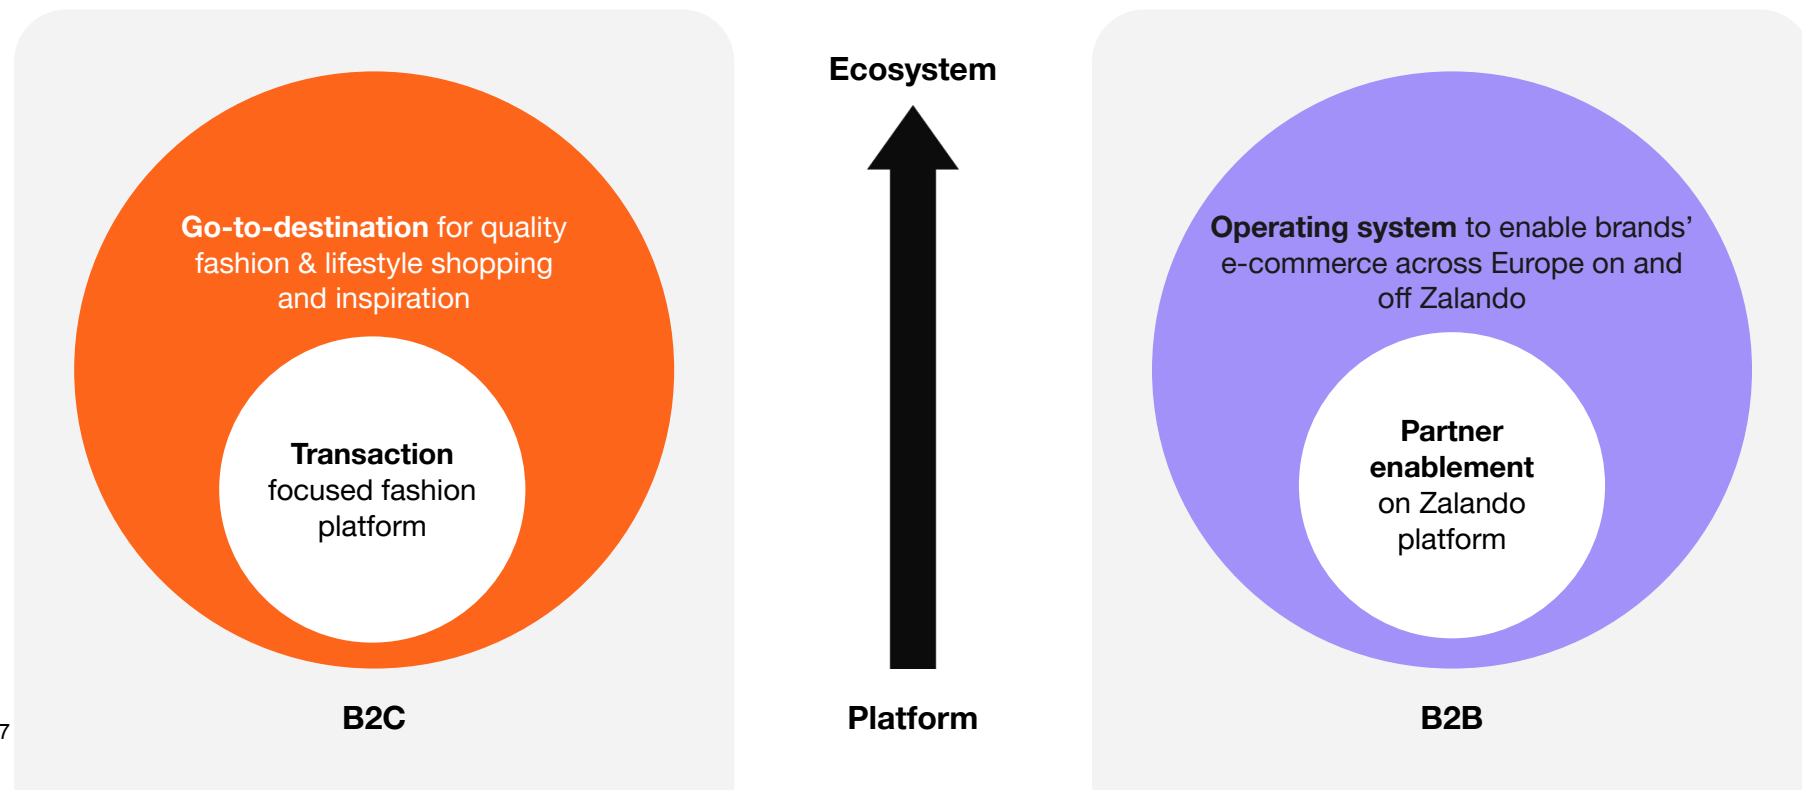 Go-to-destination for quality
fashion & lifestyle shopping
and inspiration
Transaction
focused fashion
platform
B2C
Ecosystem
Platform
Operating system to enable brands’
e-commerce across Europe on and
off Zalando
Partner
enablement
on Zalando
platform
B2B
7